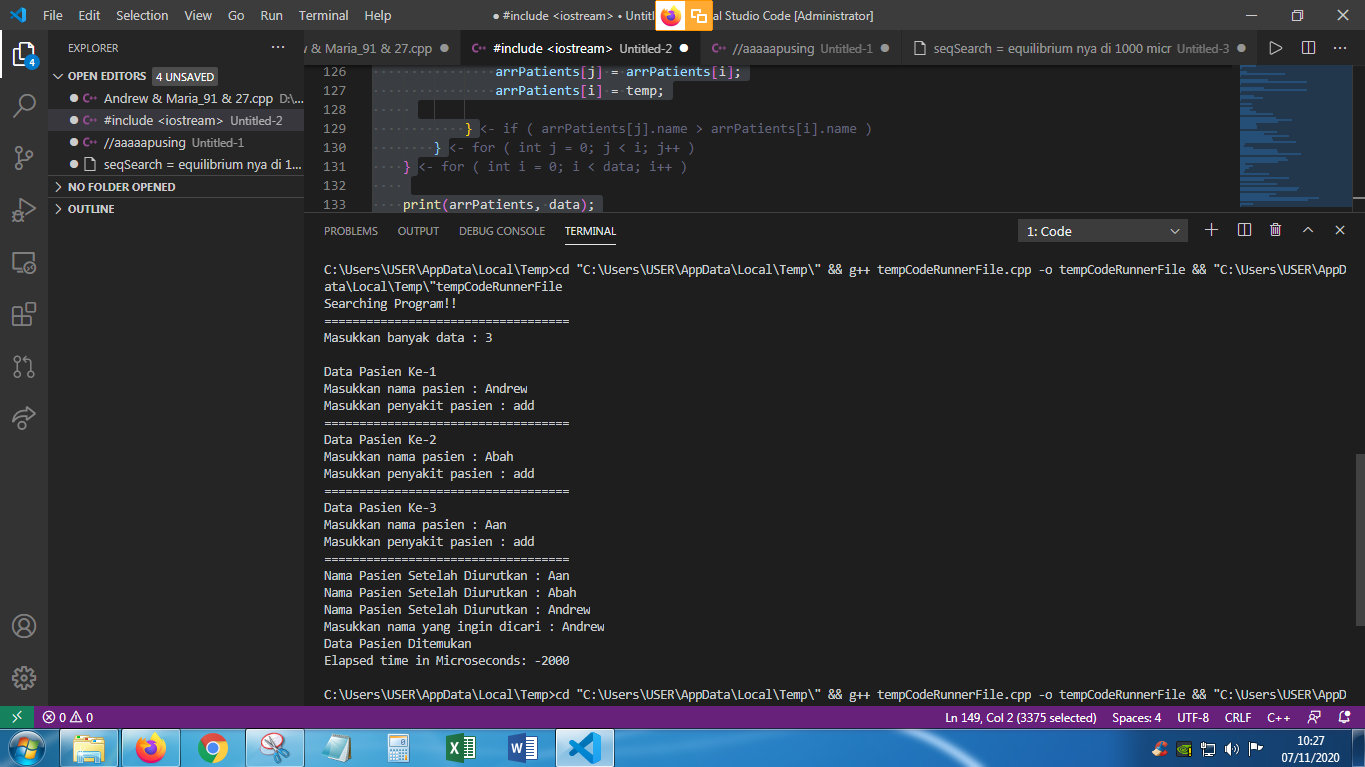 File Edit Selection View Go Run Terminal Help
● #include <iostream> • Untit
al Studio Code [Administrator]
EXPLORER
& Maria_91 & 27.cpp
#include <iostream> Untitled-2
//aaaaapusing Untitled-1
seqSearch = equilibrium nya di 1000 micr Untitled-3
4
OPEN EDITORS 4 UNSAVED
C++ Andrew & Maria_91 & 27.cpp D:\...
C++ #include <iostream> Untitled-2
C++ //aaaaapusing Untitled-1
seqSearch = equilibrium nya di 1...
NO FOLDER OPENED
OUTLINE
126 arrPatients[j] = arrPatients[i];
127 arrPatients[i] = temp;
128
129 } <- if ( arrPatients[j].name > arrPatients[i].name )
130 } <- for ( int j = 0; j < i; j++ )
131 } <- for ( int i = 0; i < data; i++ )
132
133 print(arrPatients, data);
PROBLEMS OUTPUT DEBUG CONSOLE TERMINAL 1: Code
C:\Users\USER\AppData\Local\Temp>cd "C:\Users\USER\AppData\Local\Temp\" && g++ tempCodeRunnerFile.cpp -o tempCodeRunnerFile && "C:\Users\USER\AppD
ata\Local\Temp\"tempCodeRunnerFile
Searching Program!!
===================================
Masukkan banyak data : 3
Data Pasien Ke-1
Masukkan nama pasien : Andrew
Masukkan penyakit pasien : add
===================================
Data Pasien Ke-2
Masukkan nama pasien : Abah
Masukkan penyakit pasien : add
===================================
Data Pasien Ke-3
Masukkan nama pasien : Aan
Masukkan penyakit pasien : add
===================================
Nama Pasien Setelah Diurutkan : Aan
Nama Pasien Setelah Diurutkan : Abah
Nama Pasien Setelah Diurutkan : Andrew
Masukkan nama yang ingin dicari : Andrew
Data Pasien Ditemukan
Elapsed time in Microseconds: -2000
C:\Users\USER\AppData\Local\Temp>cd "C:\Users\USER\AppData\Local\Temp\" && g++ tempCodeRunnerFile.cpp -o tempCodeRunnerFile && "C:\Users\USER\AppD
0 0 Ln 149, Col 2 (3375 selected) Spaces: 4 UTF-8 CRLF C++
10:27
07/11/2020